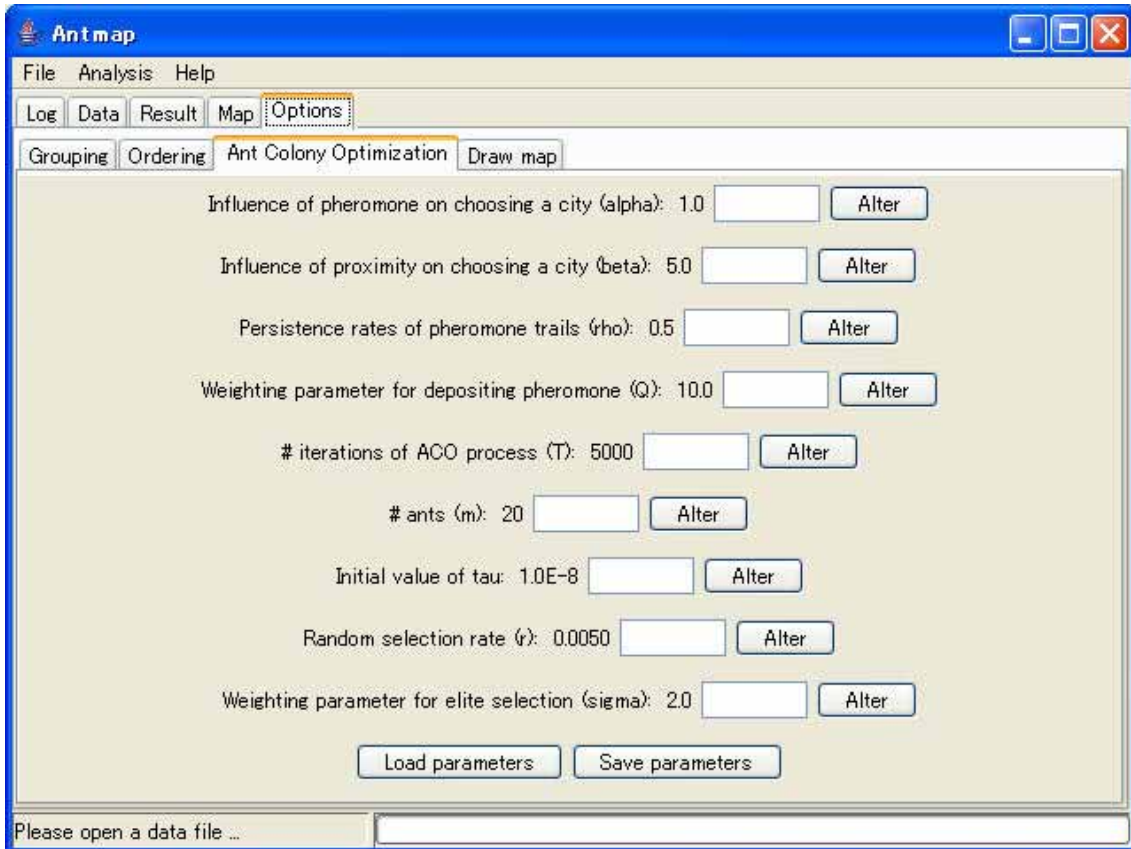 Antmap
File Analysis Help
Log Data Result Map Options
Grouping Ordering Ant Colony Optimization Draw map
Influence of pheromone on choosing a city (alpha): 1.0 Alter
Influence of proximity on choosing a city (beta): 5.0 Alter
Persistence rates of pheromone trails (rho): 0.5 Alter
Weighting parameter for depositing pheromone (Q): 10.0 Alter
# iterations of ACO process (T): 5000 Alter
# ants (m): 20 Alter
Initial value of tau: 1.0E-8 Alter
Random selection rate (r): 0.0050 Alter
Weighting parameter for elite selection (sigma): 2.0 Alter
Load parameters Save parameters
Please open a data file ...